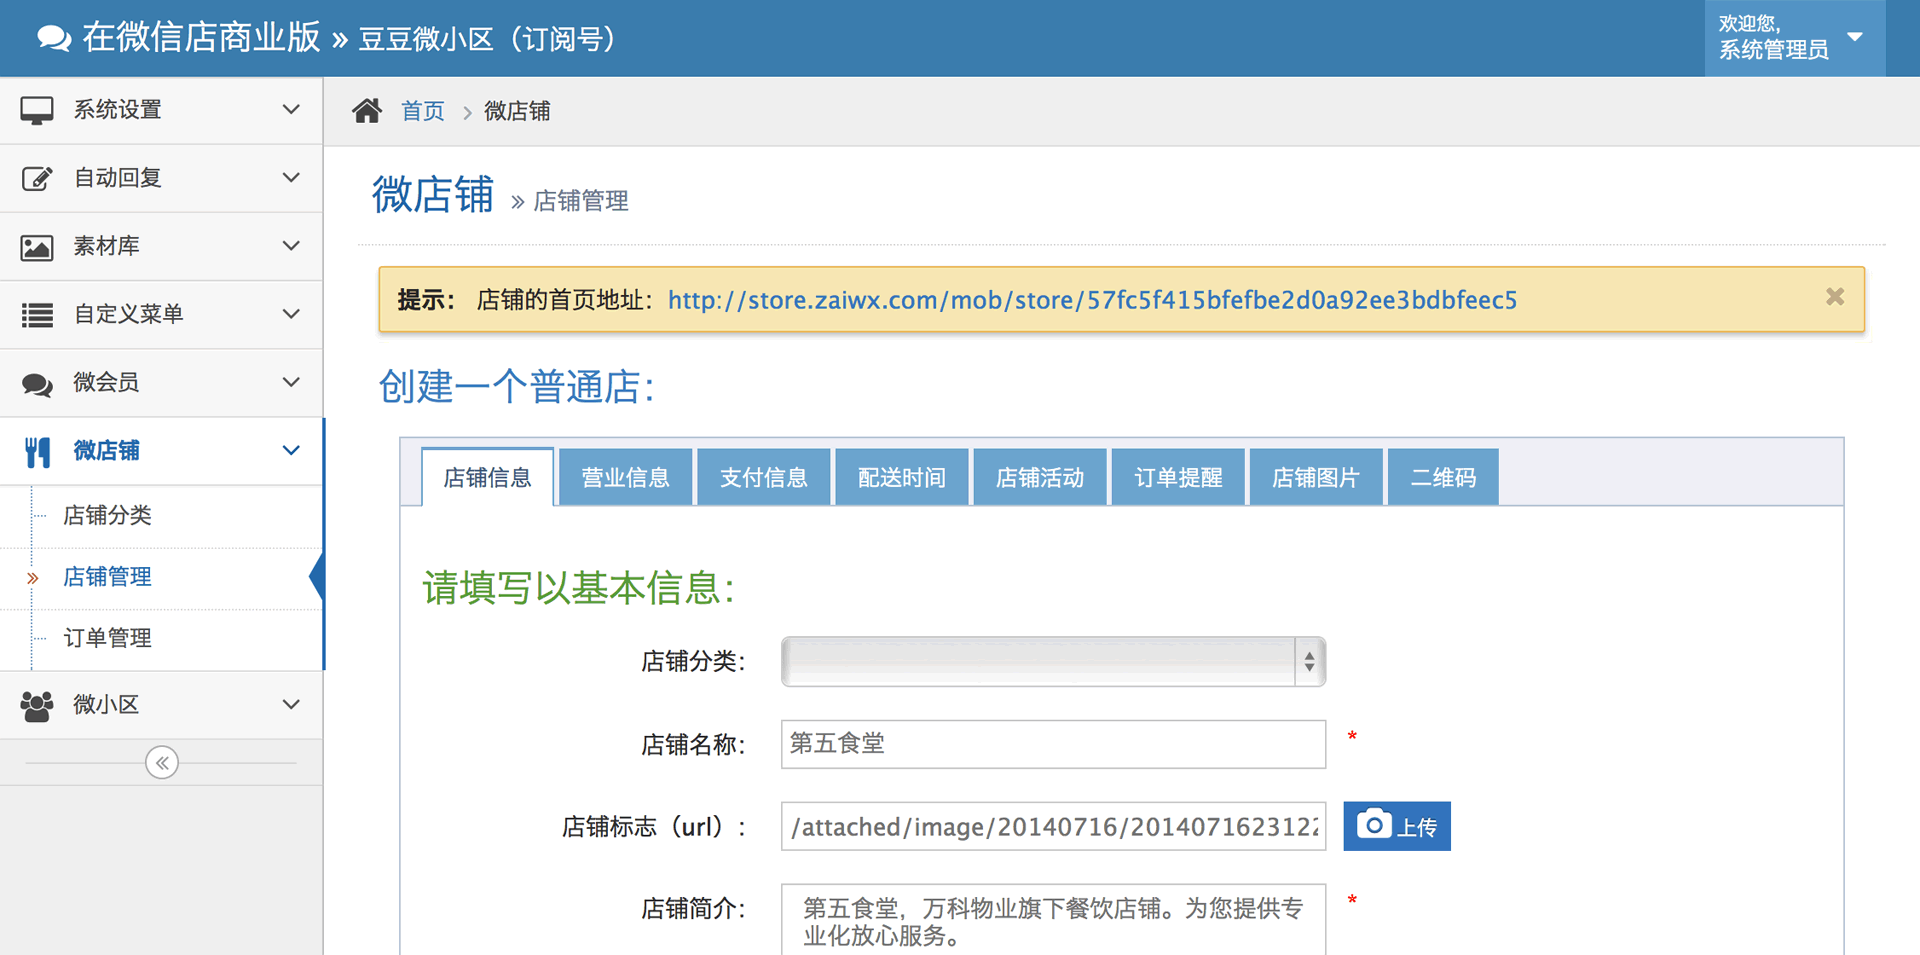 在微信店商业版 » 豆豆微小区（订阅号）
欢迎您,
系统管理员
系统设置
自动回复
素材库
自定义菜单
微会员
微店铺
店铺分类
» 店铺管理
订单管理
微小区
首页 > 微店铺
微店铺 » 店铺管理
提示： 店铺的首页地址：http://store.zaiwx.com/mob/store/57fc5f415bfefbe2d0a92ee3bdbfeec5
创建一个普通店：
店铺信息 营业信息 支付信息 配送时间 店铺活动 订单提醒 店铺图片 二维码
请填写以基本信息：
店铺分类：
店铺名称： 第五食堂 *
店铺标志（url）： /attached/image/20140716/2014071623122 上传
店铺简介： 第五食堂，万科物业旗下餐饮店铺。为您提供专 *
业化放心服务。